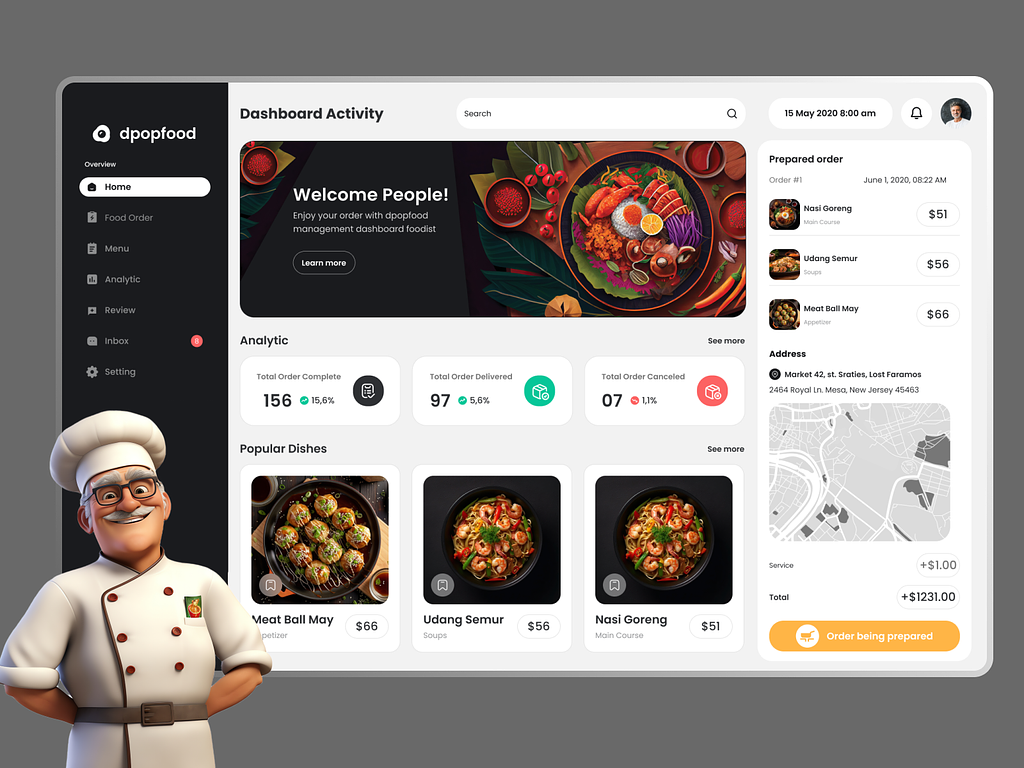 dpopfood
Overview
Home
Food Order
Menu
Analytic
Review
Inbox
8
Setting
Dashboard Activity
Search
15 May 2020 8:00 am
Welcome People!
Enjoy your order with dpopfood
management dashboard foodist
Learn more
Analytic
See more
Total Order Complete
156
15,6%
Total Order Delivered
97
5,6%
Total Order Canceled
07
1,1%
Popular Dishes
See more
Meat Ball May
petizer
$66
Udang Semur
Soups
$56
Nasi Goreng
Main Course
$51
Prepared order
Order #1
June 1, 2020, 08:22 AM
Nasi Goreng
Main Course
$51
Udang Semur
Soups
$56
Meat Ball May
Appetizer
$66
Address
Market 42, st. Sraties, Lost Faramos
2464 Royal Ln. Mesa, New Jersey 45463
Service
+$1.00
Total
+$1231.00
Order being prepared